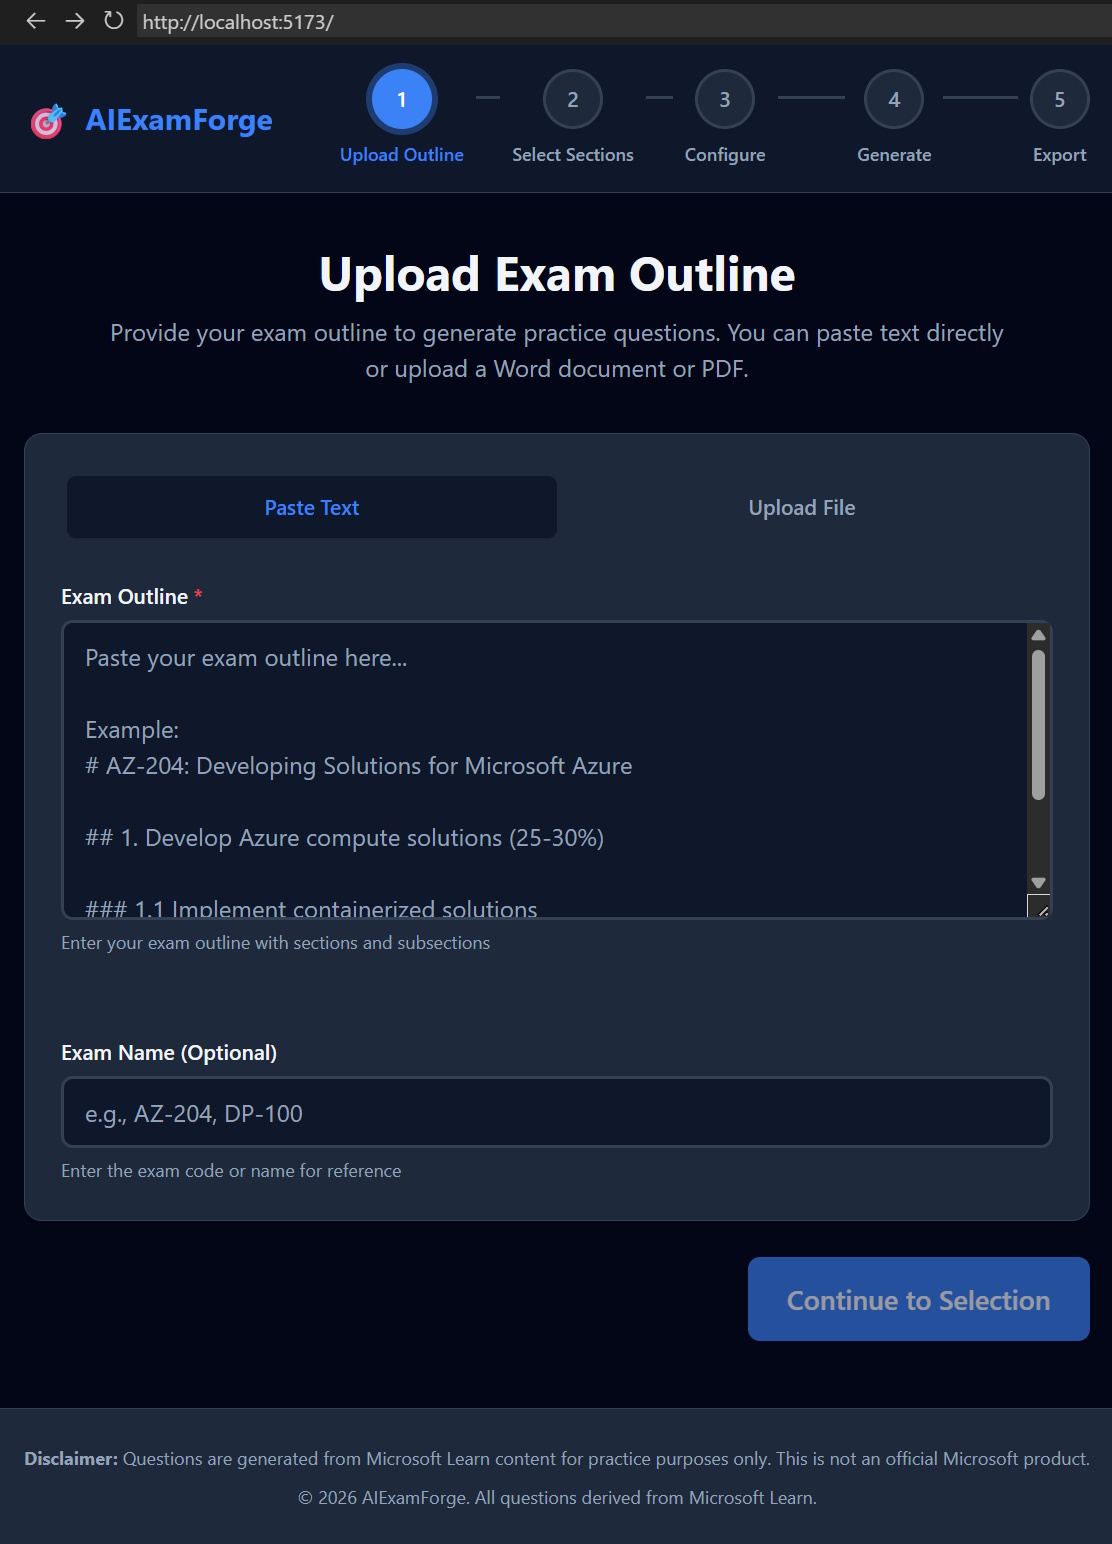 http://localhost:5173/
AIExamForge
1
Upload Outline
2
Select Sections
3
Configure
4
Generate
5
Export
Upload Exam Outline
Provide your exam outline to generate practice questions. You can paste text directly
or upload a Word document or PDF.
Paste Text
Upload File
Exam Outline *
Paste your exam outline here...
Example:
# AZ-204: Developing Solutions for Microsoft Azure
## 1. Develop Azure compute solutions (25-30%)
### 1.1 Implement containerized solutions
Enter your exam outline with sections and subsections
Exam Name (Optional)
e.g., AZ-204, DP-100
Enter the exam code or name for reference
Continue to Selection
Disclaimer: Questions are generated from Microsoft Learn content for practice purposes only. This is not an official Microsoft product.
© 2026 AIExamForge. All questions derived from Microsoft Learn.